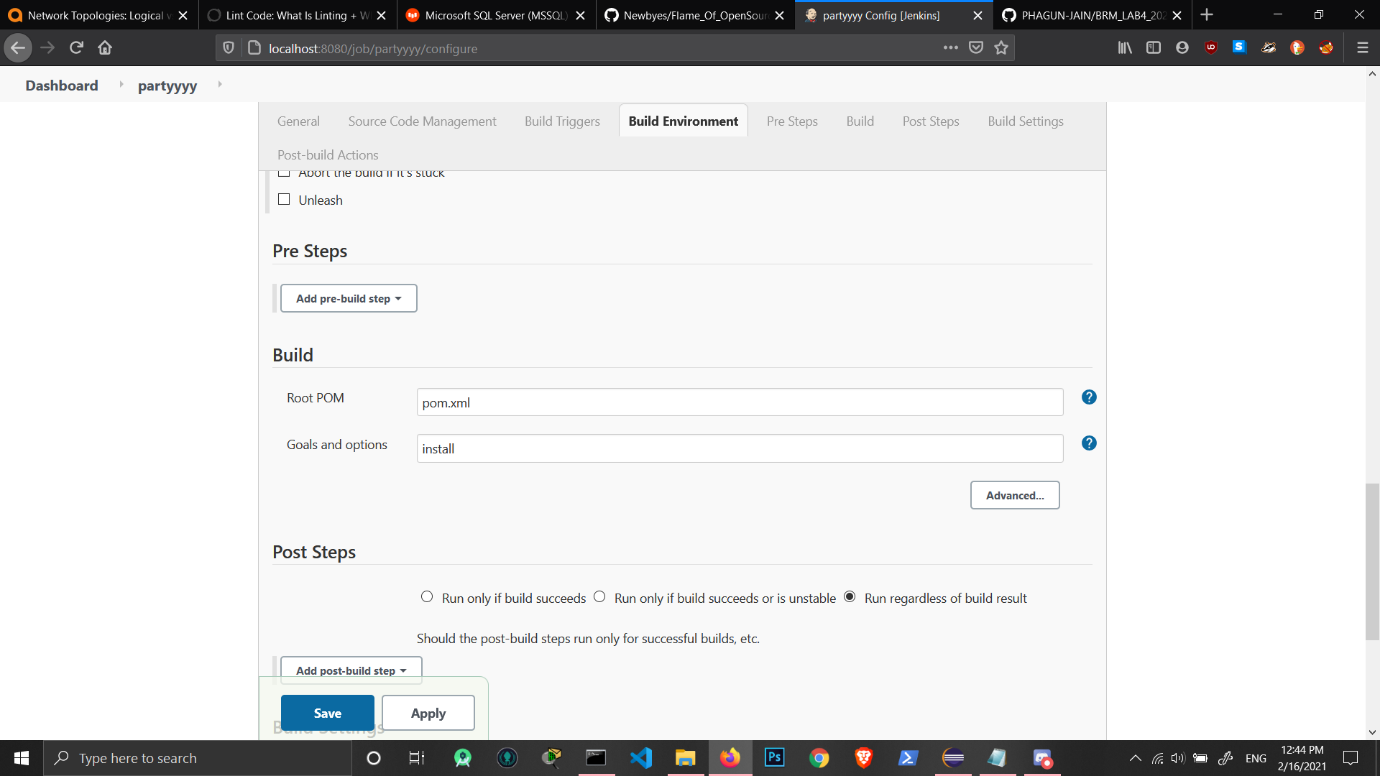 Network Topologies: Logical v
Lint Code: What Is Linting + W
Microsoft SQL Server (MSSQL)
Newbyes/Flame_Of_OpenSour
partyyyy Config [Jenkins]
PHAGUN-JAIN/BRM_LAB4_202
localhost:8080/job/partyyyy/configure
Dashboard
partyyyy
General
Source Code Management
Build Triggers
Build Environment
Pre Steps
Build
Post Steps
Build Settings
Post-build Actions
Abort the build if it's stuck
Unleash
Pre Steps
Add pre-build step
Build
Root POM
pom.xml
Goals and options
install
Advanced...
Post Steps
Run only if build succeeds
Run only if build succeeds or is unstable
Run regardless of build result
Should the post-build steps run only for successful builds, etc.
Add post-build step
Save
Apply
Build Settings
Type here to search
ENG
12:44 PM
2/16/2021